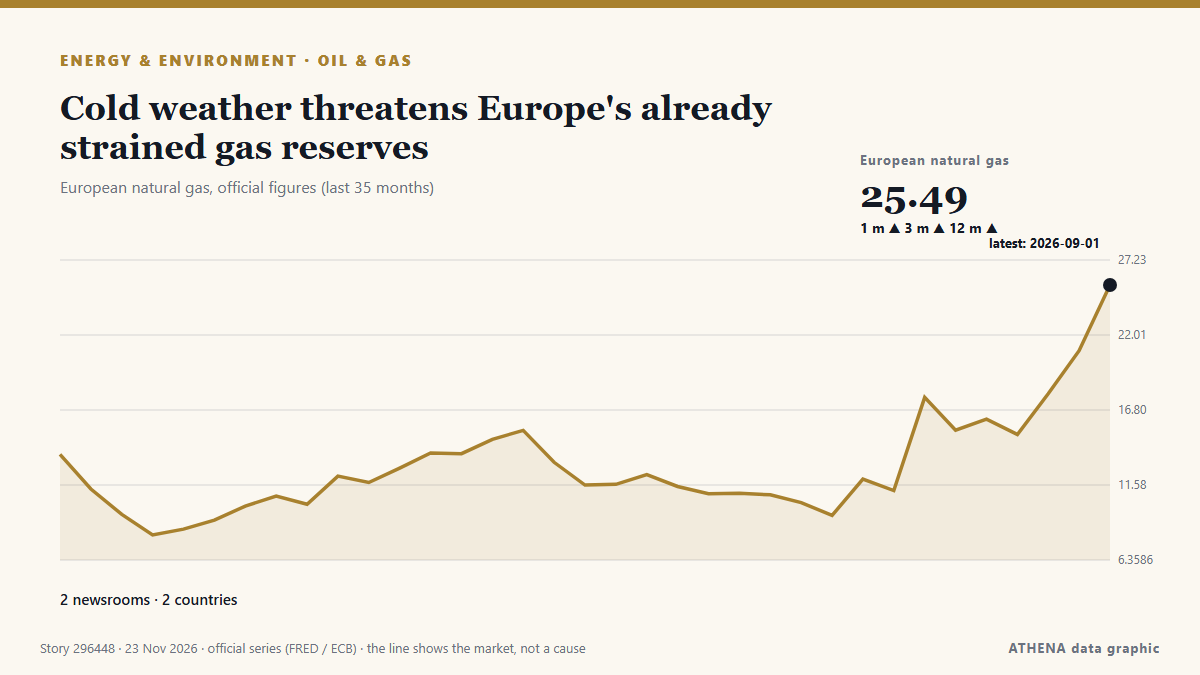 ENERGY & ENVIRONMENT · OIL & GAS
Cold weather threatens Europe's already
strained gas reserves
European natural gas, official figures (last 35 months)
European natural gas
25.49
1 m ▲ 3 m ▲ 12 m ▲
latest: 2026-09-01
27.23
22.01
16.80
11.58
6.3586
2 newsrooms · 2 countries
Story 296448 · 23 Nov 2026 · official series (FRED / ECB) · the line shows the market, not a cause
ATHENA data graphic